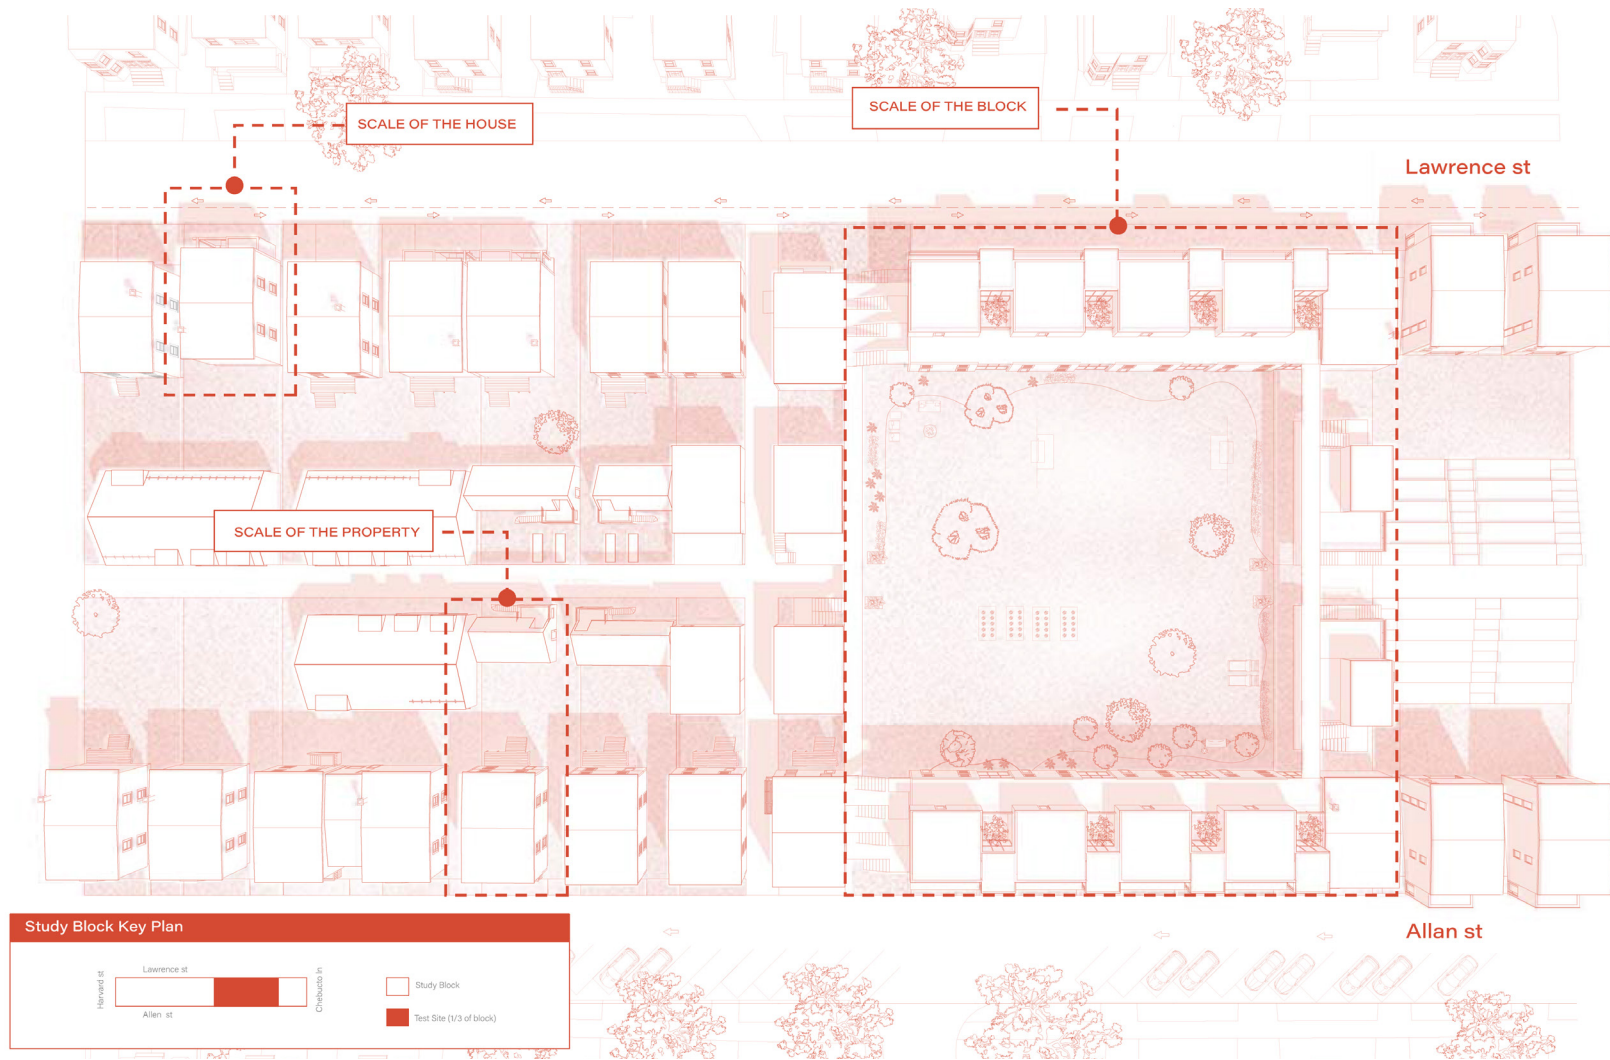 SCALE OF THE BLOCK
SCALE OF THE HOUSE
Lawrence st
SCALE OF THE PROPERTY
Allan st
Study Block Key Plan
Lawrence st
Harvard st
Chebucto ln
Allen st
Study Block
Test Site (1/3 of block)